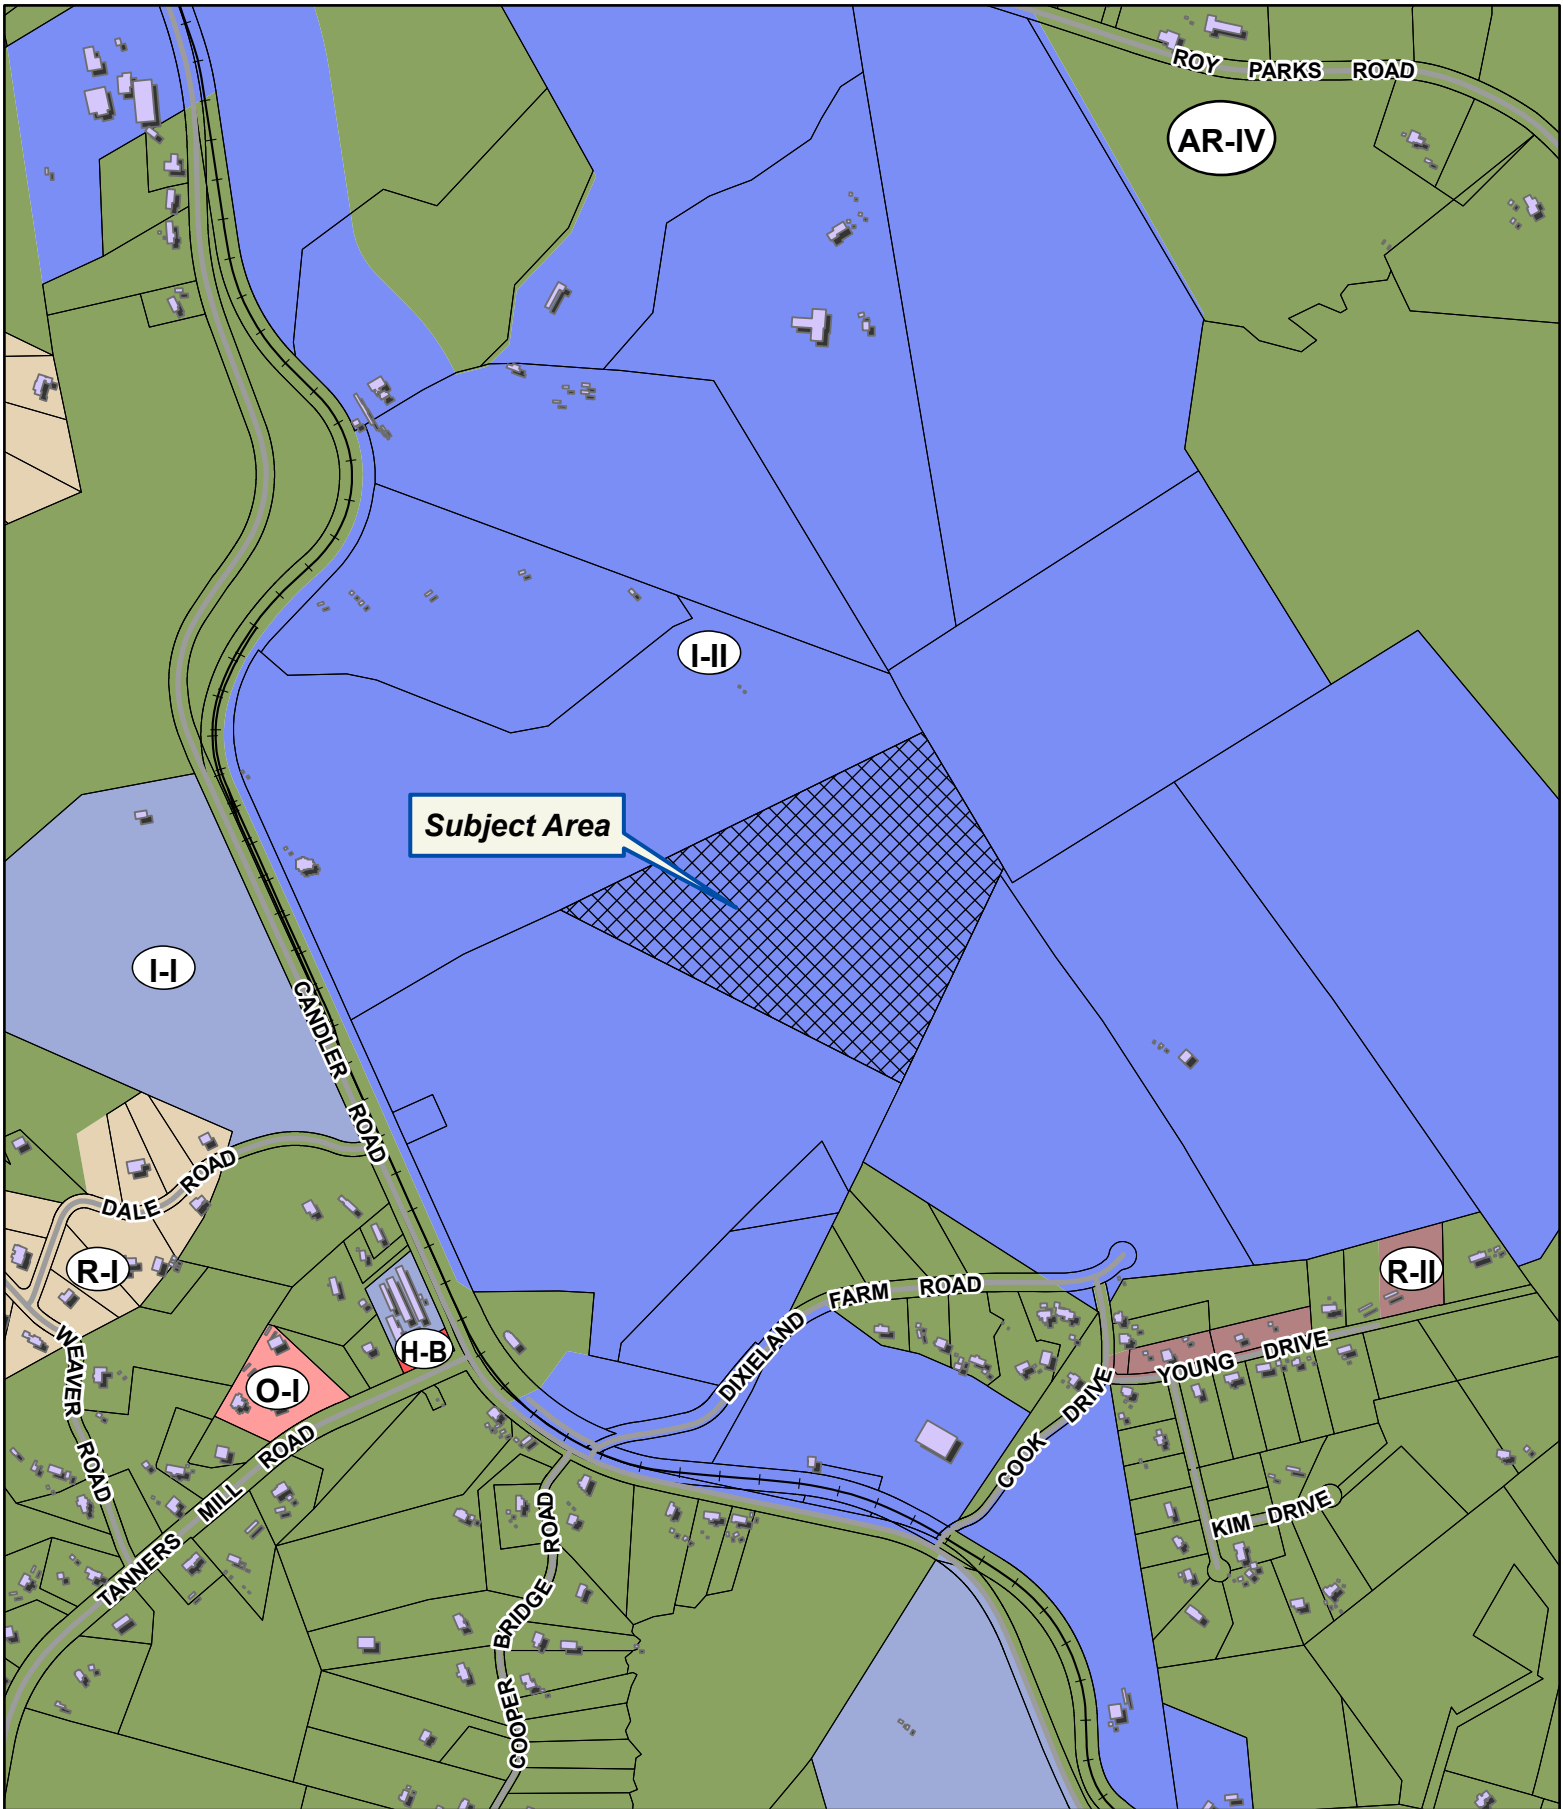 ROY PARKS ROAD
AR-IV
I-II
Subject Area
I-I
CANDLER ROAD
DALE ROAD
R-I
R-II
FARM ROAD
DIXIELAND
H-B
WEAVER ROAD
O-I
YOUNG DRIVE
COOK DRIVE
TANNERS MILL ROAD
KIM DRIVE
COOPER BRIDGE ROAD